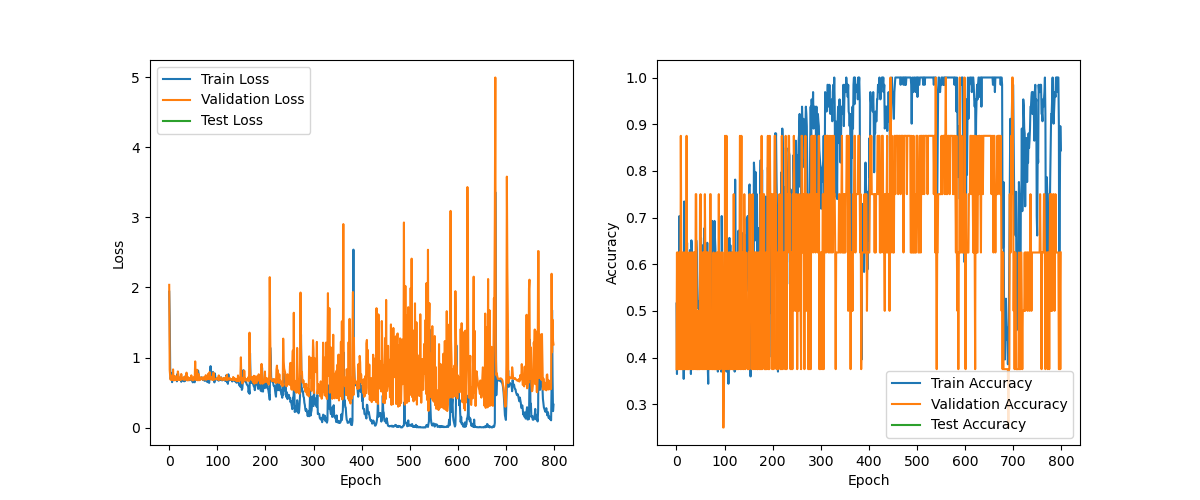 Train Loss
Validation Loss
Test Loss
5
4
3
2
1
0
Loss
0 100 200 300 400 500 600 700 800
Epoch
1.0
0.9
0.8
0.7
0.6
0.5
0.4
0.3
Accuracy
Train Accuracy
Validation Accuracy
Test Accuracy
0 100 200 300 400 500 600 700 800
Epoch